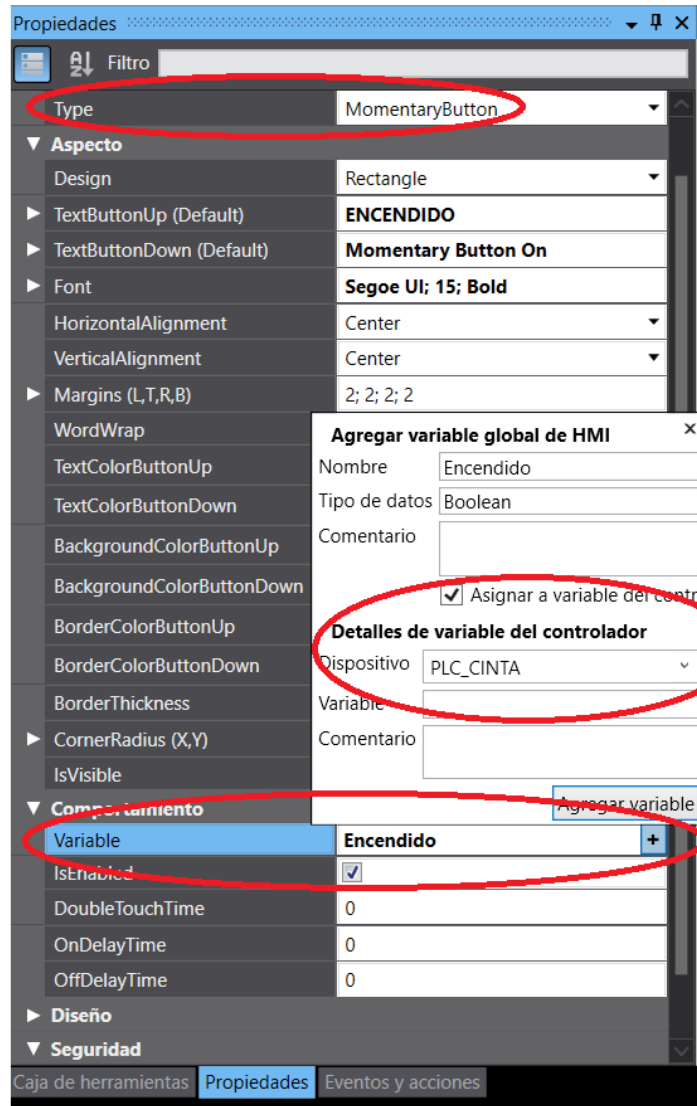 Propiedades
Filtro
Type MomentaryButton
Aspecto
Design Rectangle
TextButtonUp (Default) ENCENDIDO
TextButtonDown (Default) Momentary Button On
Font Segoe UI; 15; Bold
HorizontalAlignment Center
VerticalAlignment Center
Margins (L,T,R,B) 2; 2; 2; 2
WordWrap
TextColorButtonUp
TextColorButtonDown
BackgroundColorButtonUp
BackgroundColorButtonDown
BorderColorButtonUp
BorderColorButtonDown
BorderThickness
CornerRadius (X,Y)
IsVisible
Agregar variable global de HMI
Nombre Encendido
Tipo de datos Boolean
Comentario
Asignar a variable del contr
Detalles de variable del controlador
Dispositivo PLC_CINTA
Variable
Comentario
Agregar variable
Comportamiento
Variable Encendido +
IsEnabled
DoubleTouchTime 0
OnDelayTime 0
OffDelayTime 0
Diseño
Seguridad
Caja de herramientas Propiedades Eventos y acciones